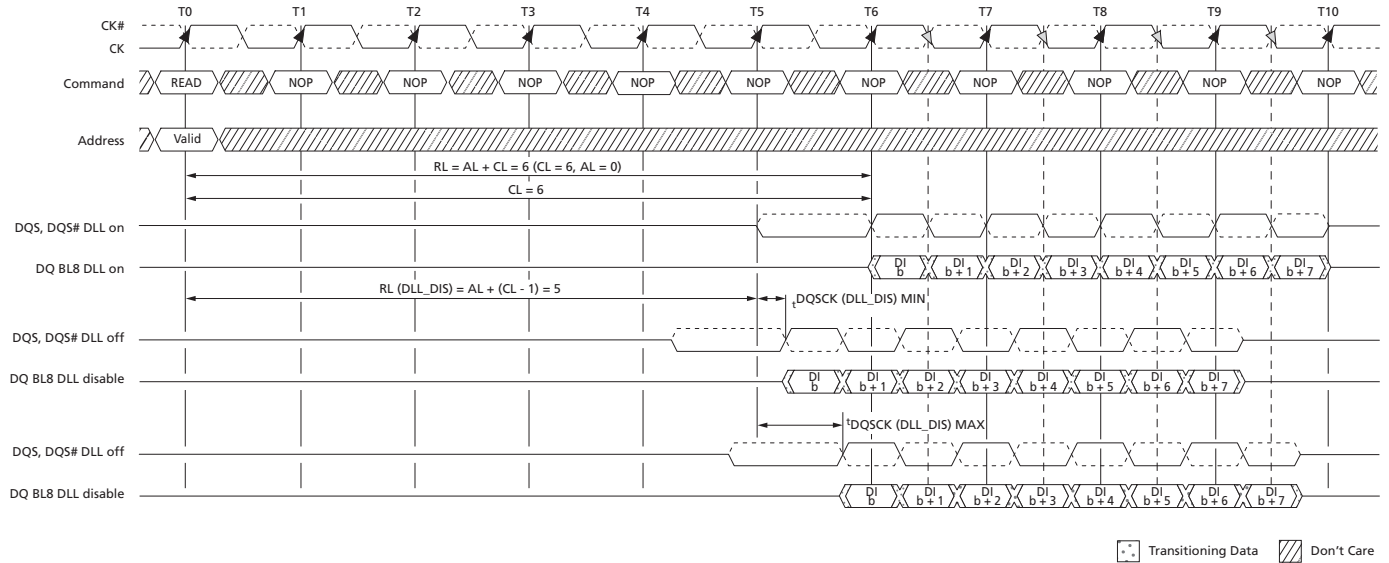 T0 T1 T2 T3 T4 T5 T6 T7 T8 T9 T10
CK#
CK
Command READ NOP NOP NOP NOP NOP NOP NOP NOP NOP NOP
Address Valid
RL = AL + CL = 6 (CL = 6, AL = 0)
CL = 6
DQS, DQS# DLL on
DQ BL8 DLL on DI b DI b + 1 DI b + 2 DI b + 3 DI b + 4 DI b + 5 DI b + 6 DI b + 7
RL (DLL_DIS) = AL + (CL - 1) = 5
tDQSCK (DLL_DIS) MIN
DQS, DQS# DLL off
DQ BL8 DLL disable DI b DI b + 1 DI b + 2 DI b + 3 DI b + 4 DI b + 5 DI b + 6 DI b + 7
tDQSCK (DLL_DIS) MAX
DQS, DQS# DLL off
DQ BL8 DLL disable DI b DI b + 1 DI b + 2 DI b + 3 DI b + 4 DI b + 5 DI b + 6 DI b + 7
Transitioning Data Don't Care